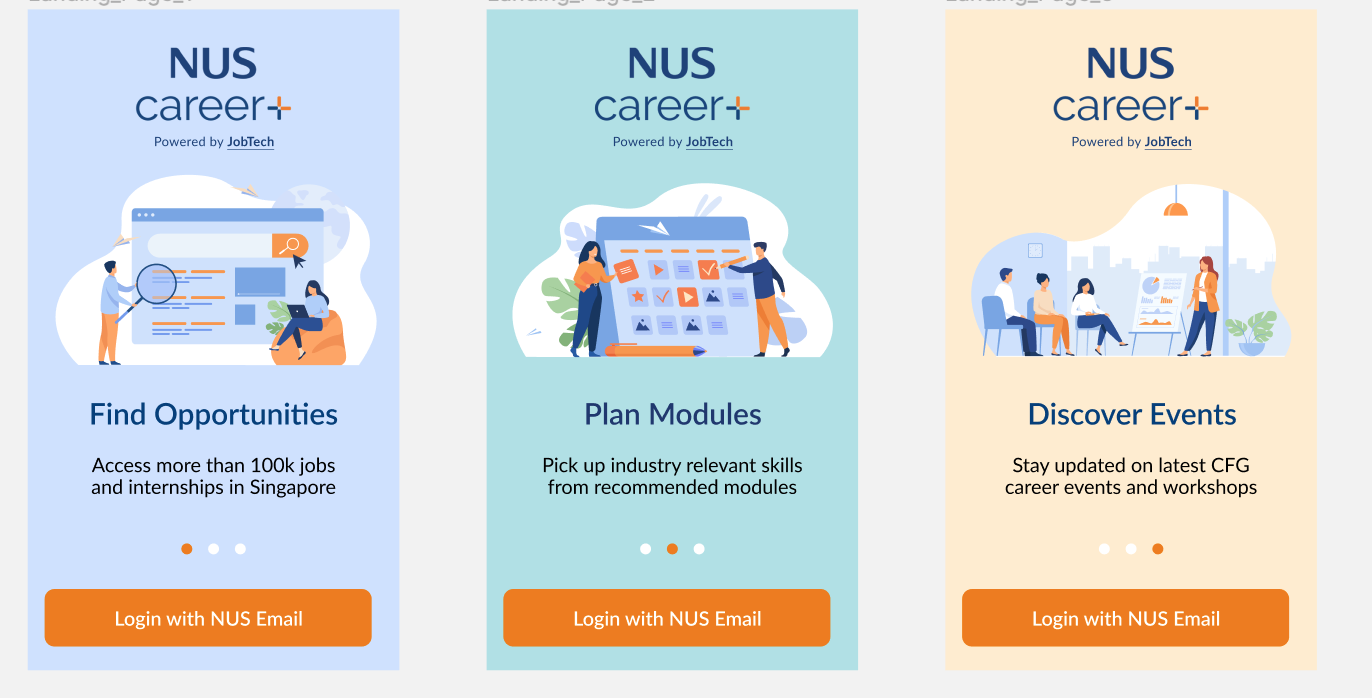 NUS
career+
Powered by JobTech
Find Opportunities
Access more than 100k jobs
and internships in Singapore
Login with NUS Email
NUS
career+
Powered by JobTech
Plan Modules
Pick up industry relevant skills
from recommended modules
Login with NUS Email
NUS
career+
Powered by JobTech
Discover Events
Stay updated on latest CFG
career events and workshops
Login with NUS Email